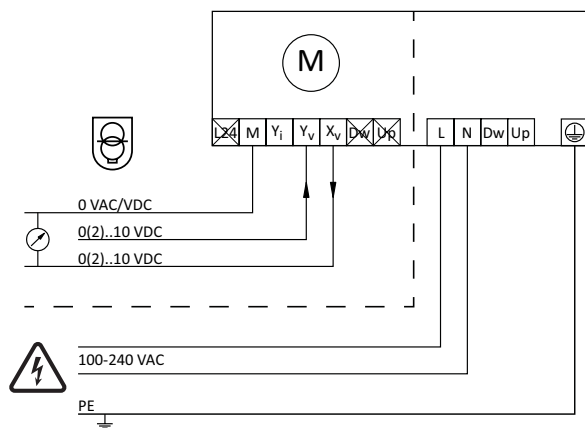 M
L24 M Yi Yv Xv Dw Up L N Dw Up
0 VAC/VDC
0(2)..10 VDC
0(2)..10 VDC
100-240 VAC
PE